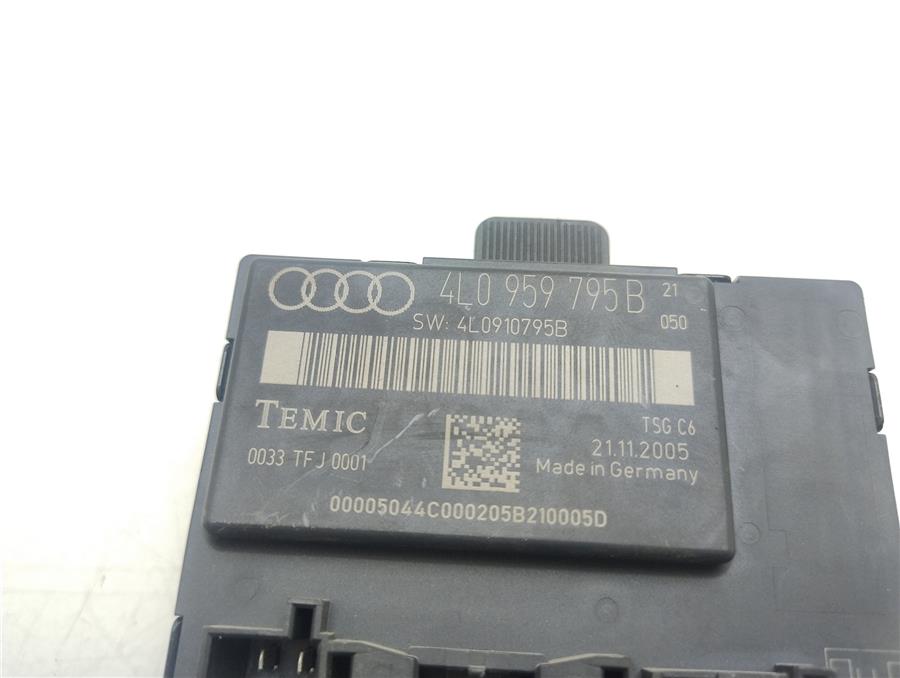 4L0 959 795 B 21
050
SW: 4L0910795B
TEMIC
TSG C6
21.11.2005
0033 TFJ 0001
Made in Germany
00005044C000205B210005D